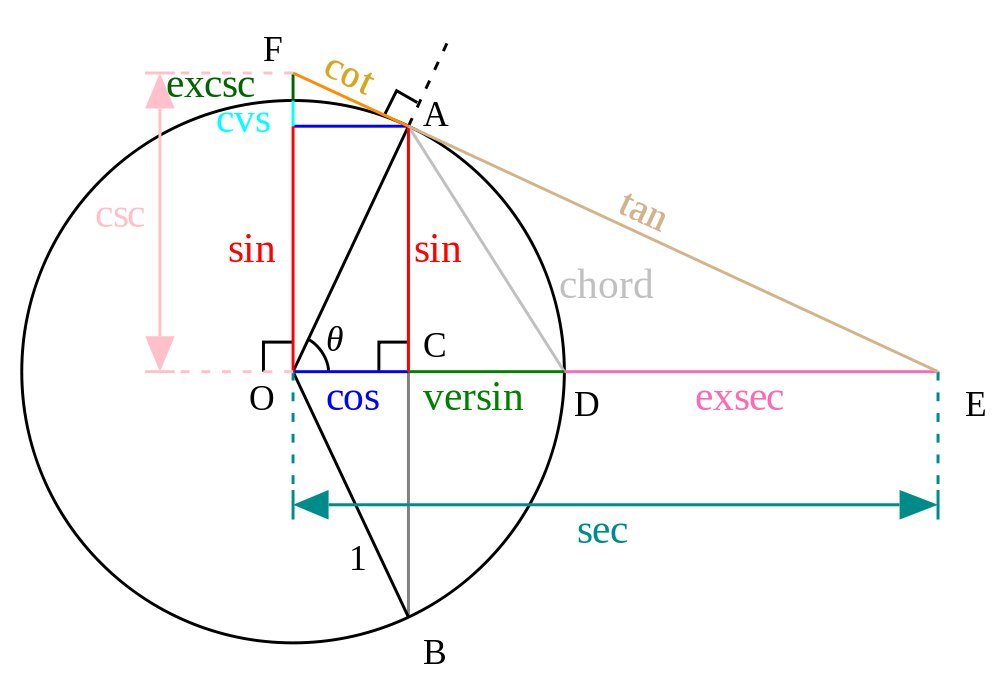 F
cot
excsc
cvs
A
csc
tan
sin
sin
chord
θ
C
O
cos
versin
D
exsec
E
sec
1
B